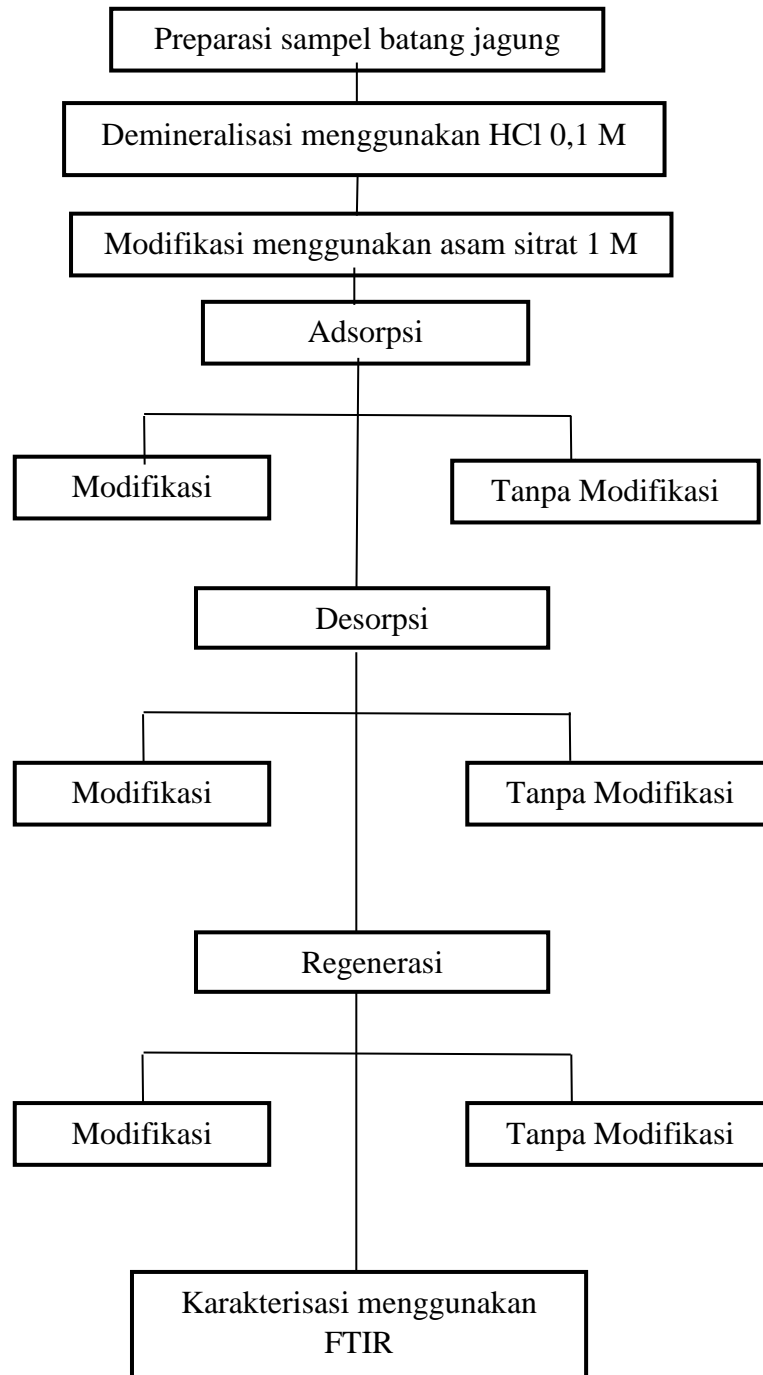 Preparasi sampel batang jagung
Demineralisasi menggunakan HCl 0,1 M
Modifikasi menggunakan asam sitrat 1 M
Adsorpsi
Modifikasi
Tanpa Modifikasi
Desorpsi
Modifikasi
Tanpa Modifikasi
Regenerasi
Modifikasi
Tanpa Modifikasi
Karakterisasi menggunakan
FTIR